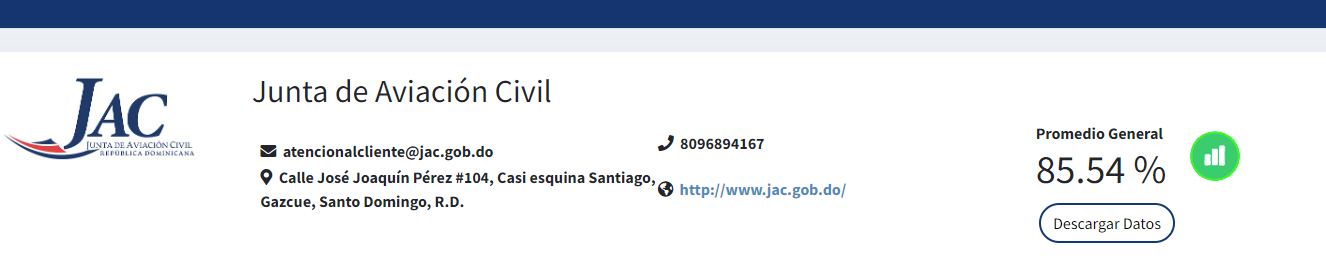 JAC
JUNTA DE AVIACIÓN CIVIL
REPÚBLICA DOMINICANA
Junta de Aviación Civil
atencionalcliente@jac.gob.do
Calle José Joaquín Pérez #104, Casi esquina Santiago,
Gazcue, Santo Domingo, R.D.
8096894167
http://www.jac.gob.do/
Promedio General
85.54 %
Descargar Datos